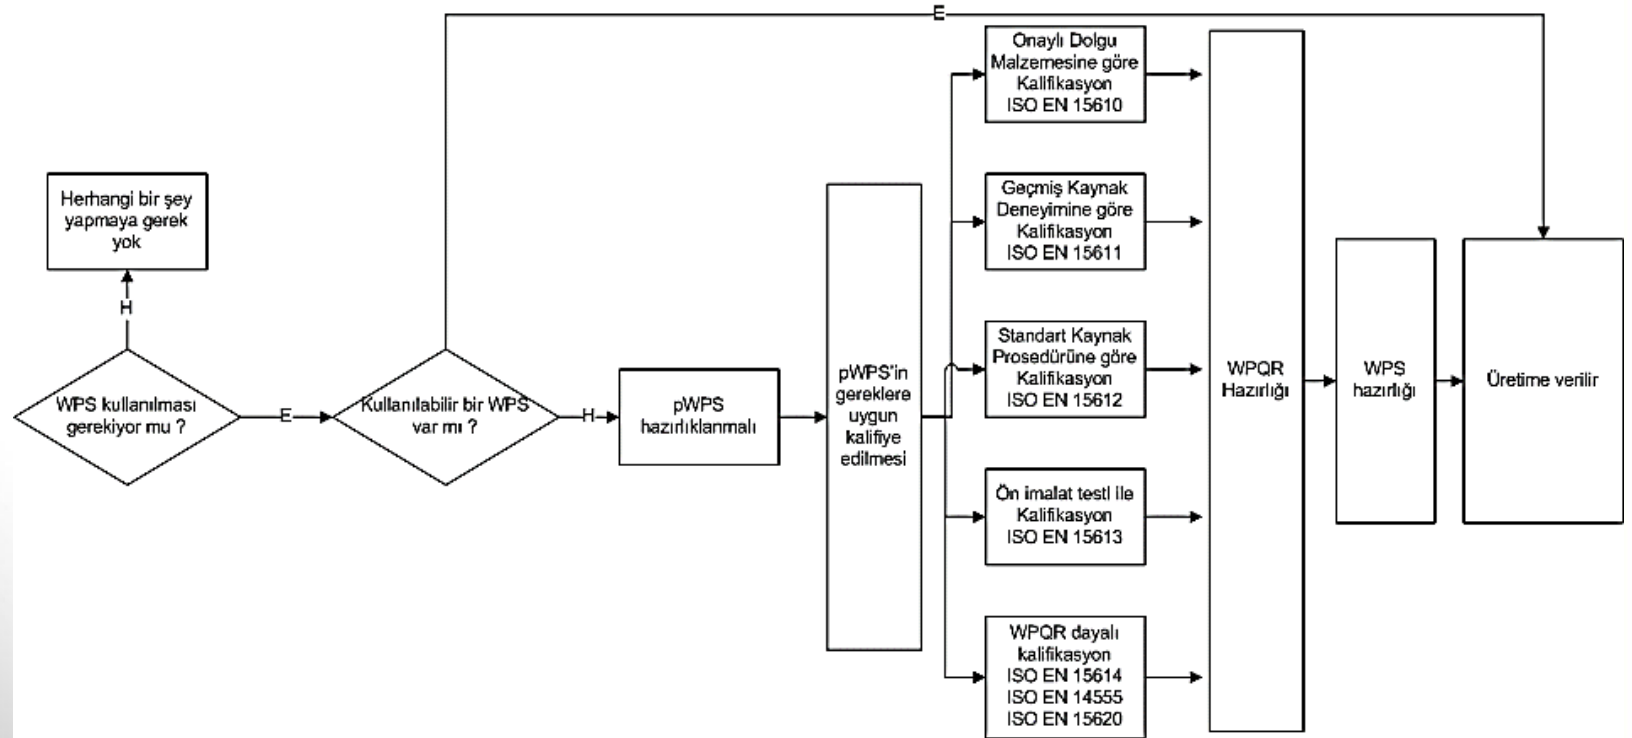 E
Onaylı Dolgu
Malzemesine göre
Kalifikasyon
ISO EN 15610
Herhangi bir şey
yapmaya gerek
yok
H
WPS kullanılması
gerekiyor mu ?
E
Kullanılabilir bir WPS
var mı ?
H
pWPS
hazırlıklanmalı
pWPS'in
gereklere
uygun
kalifiye
edilmesi
Geçmiş Kaynak
Deneyimine göre
Kalifikasyon
ISO EN 15611
Standart Kaynak
Prosedürüne göre
Kalifikasyon
ISO EN 15612
Ön imalat testi ile
Kalifikasyon
ISO EN 15613
WPQR dayalı
kalifikasyon
ISO EN 15614
ISO EN 14555
ISO EN 15620
WPQR
Hazırlığı
WPS
hazırlığı
Üretime verilir